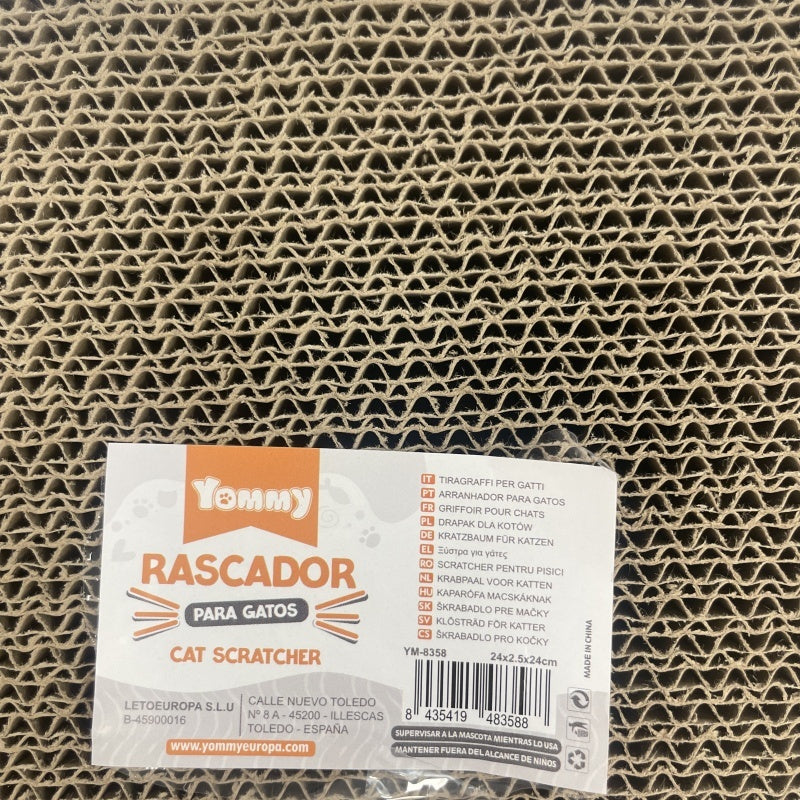 Yommy
RASCADOR
PARA GATOS
CAT SCRATCHER
LETOEUROPA S.L.U
B-45900016
CALLE NUEVO TOLEDO
Nº 8 A - 45200 - ILLESCAS
TOLEDO - ESPAÑA
www.yommyeuropa.com
IT TIRAGRAFFI PER GATTI
PT ARRANHADOR PARA GATOS
FR GRIFFOIR POUR CHATS
PL DRAPAK DLA KOTÓW
DE KRATZBAUM FÜR KATZEN
EL Ξύστρα για γάτες
RO SCRATCHER PENTRU PISICI
NL KRABPAAL VOOR KATTEN
HU KAPARÓFA MACSKÁKNAK
SK ŠKRABADLO PRE MAČKY
SV KLÖSTRÄD FÖR KATTER
CS ŠKRABADLO PRO KOČKY
YM-8358 24x2.5x24cm
8 435419 483588
MADE IN CHINA
SUPERVISAR A LA MASCOTA MIENTRAS LO USA
MANTENER FUERA DEL ALCANCE DE NIÑOS